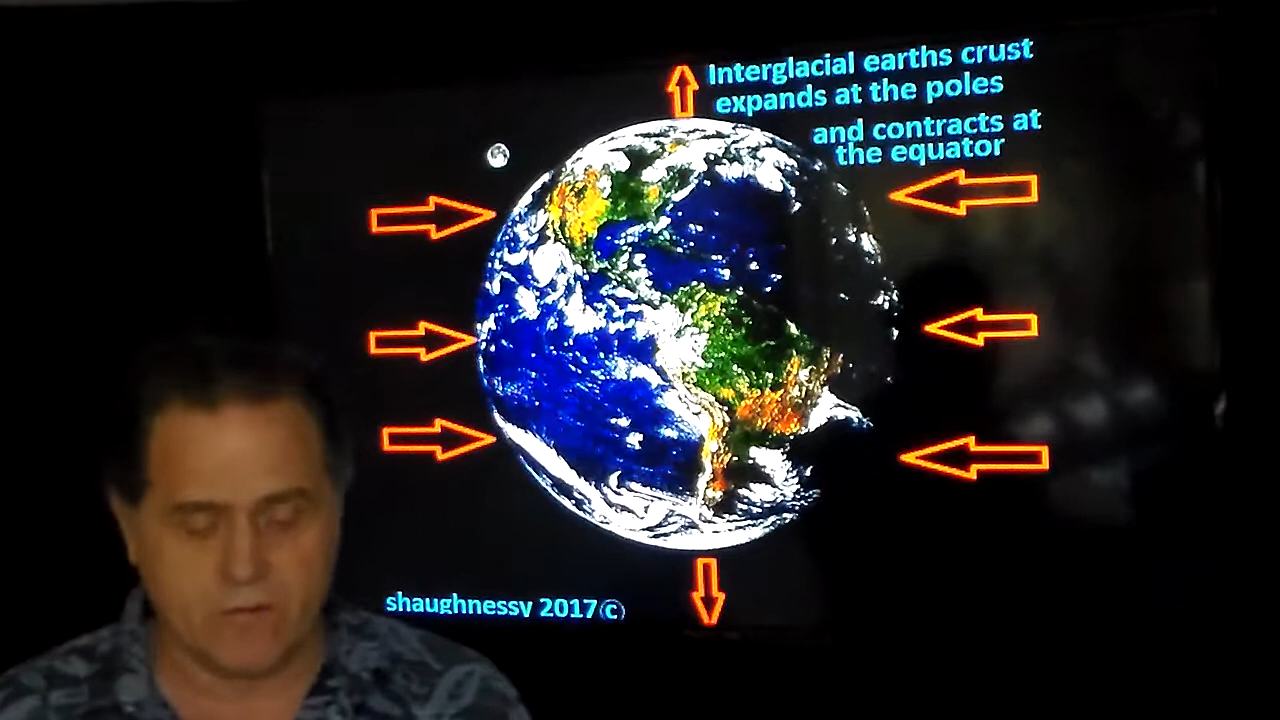 Interglacial earths crust
expands at the poles
and contracts at
the equator
shaughnessy 2017©